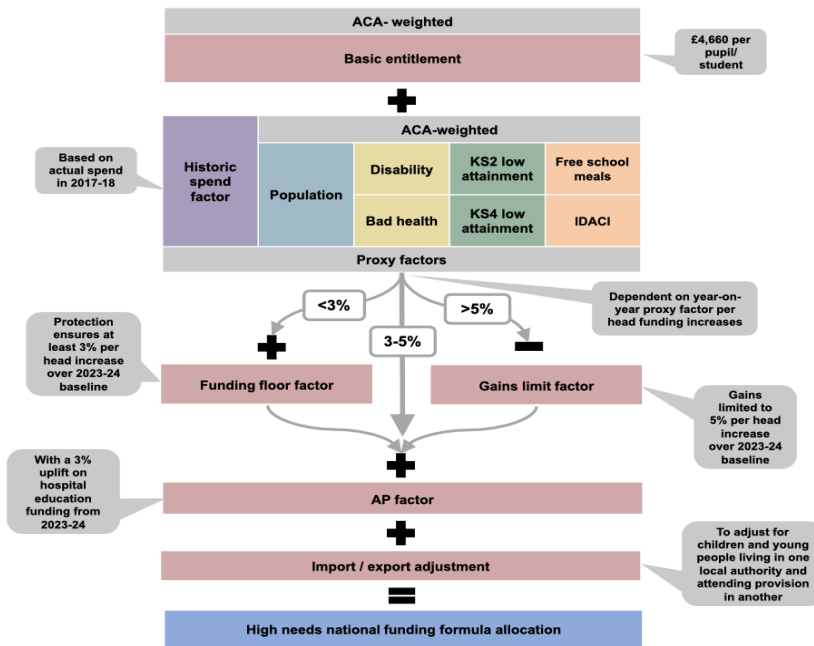 ACA- weighted
Basic entitlement
£4,660 per
pupil/
student
Based on
actual spend
in 2017-18
Historic
spend
factor
ACA-weighted
Population
Disability
KS2 low
attainment
Free school
meals
Bad health
KS4 low
attainment
IDACI
Proxy factors
<3%
3-5%
>5%
Dependent on year-on-
year proxy factor per
head funding increases
Protection
ensures at
least 3% per
head increase
over 2023-24
baseline
Funding floor factor
Gains limit factor
Gains
limited to
5% per head
increase
over 2023-24
baseline
With a 3%
uplift on
hospital
education
funding from
2023-24
AP factor
Import / export adjustment
To adjust for
children and young
people living in one
local authority and
attending provision
in another
High needs national funding formula allocation